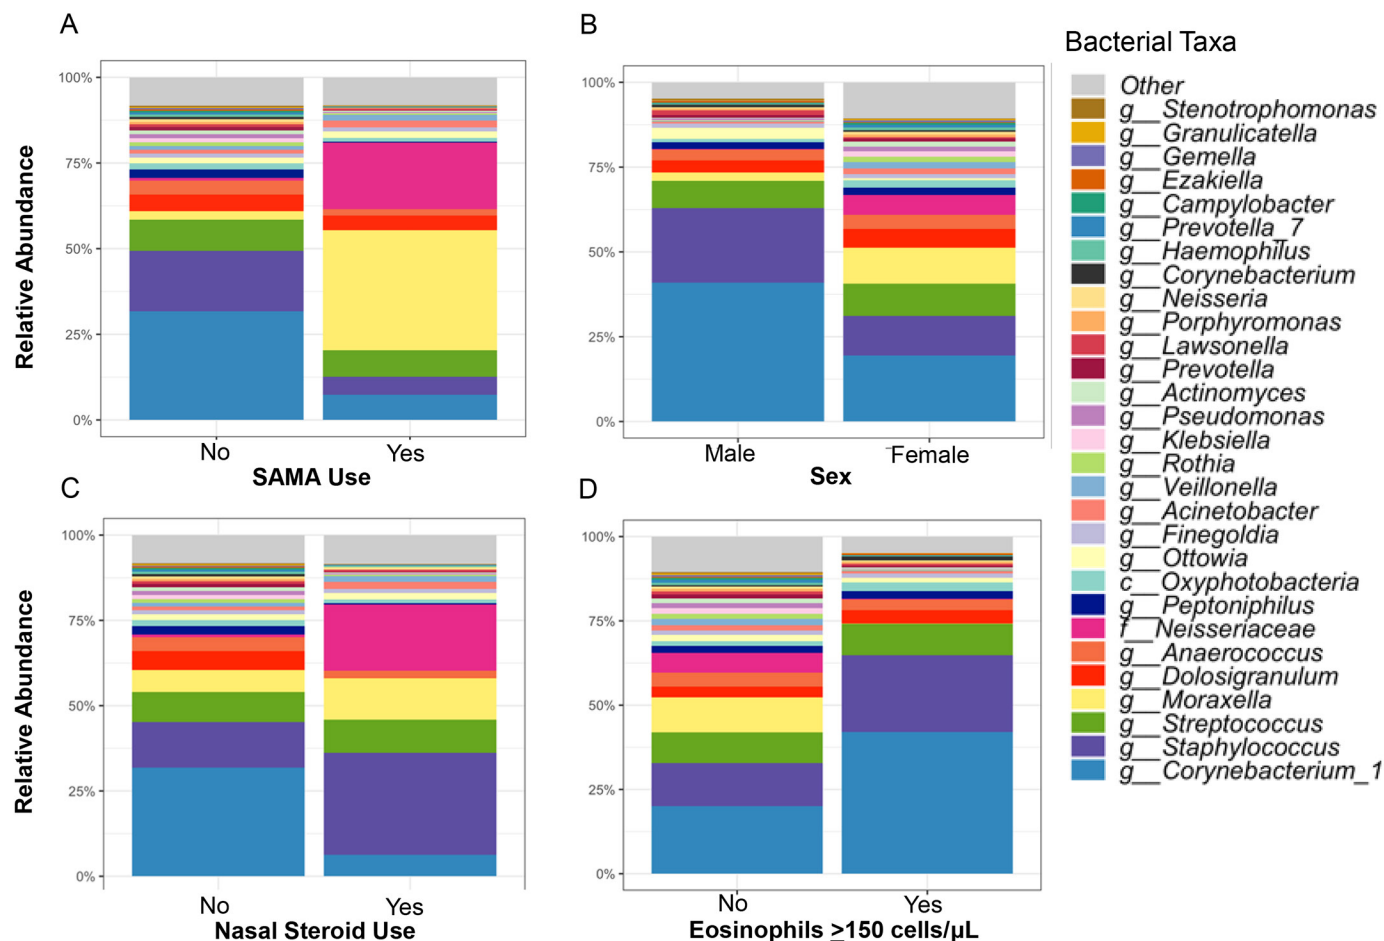 A
Relative Abundance
100%
75%
50%
25%
0%
No Yes
SAMA Use
B
100%
75%
50%
25%
0%
Male Female
Sex
Bacterial Taxa
Other
g__Stenotrophomonas
g__Granulicatella
g__Gemella
g__Ezakiella
g__Campylobacter
g__Prevotella_7
g__Haemophilus
g__Corynebacterium
g__Neisseria
g__Porphyromonas
g__Lawsonella
g__Prevotella
g__Actinomyces
g__Pseudomonas
g__Klebsiella
g__Rothia
g__Veillonella
g__Acinetobacter
g__Finegoldia
g__Ottowia
c__Oxyphotobacteria
g__Peptoniphilus
f__Neisseriaceae
g__Anaerococcus
g__Dolosigranulum
g__Moraxella
g__Streptococcus
g__Staphylococcus
g__Corynebacterium_1
C
Relative Abundance
100%
75%
50%
25%
0%
No Yes
Nasal Steroid Use
D
100%
75%
50%
25%
0%
No Yes
Eosinophils ≥150 cells/µL